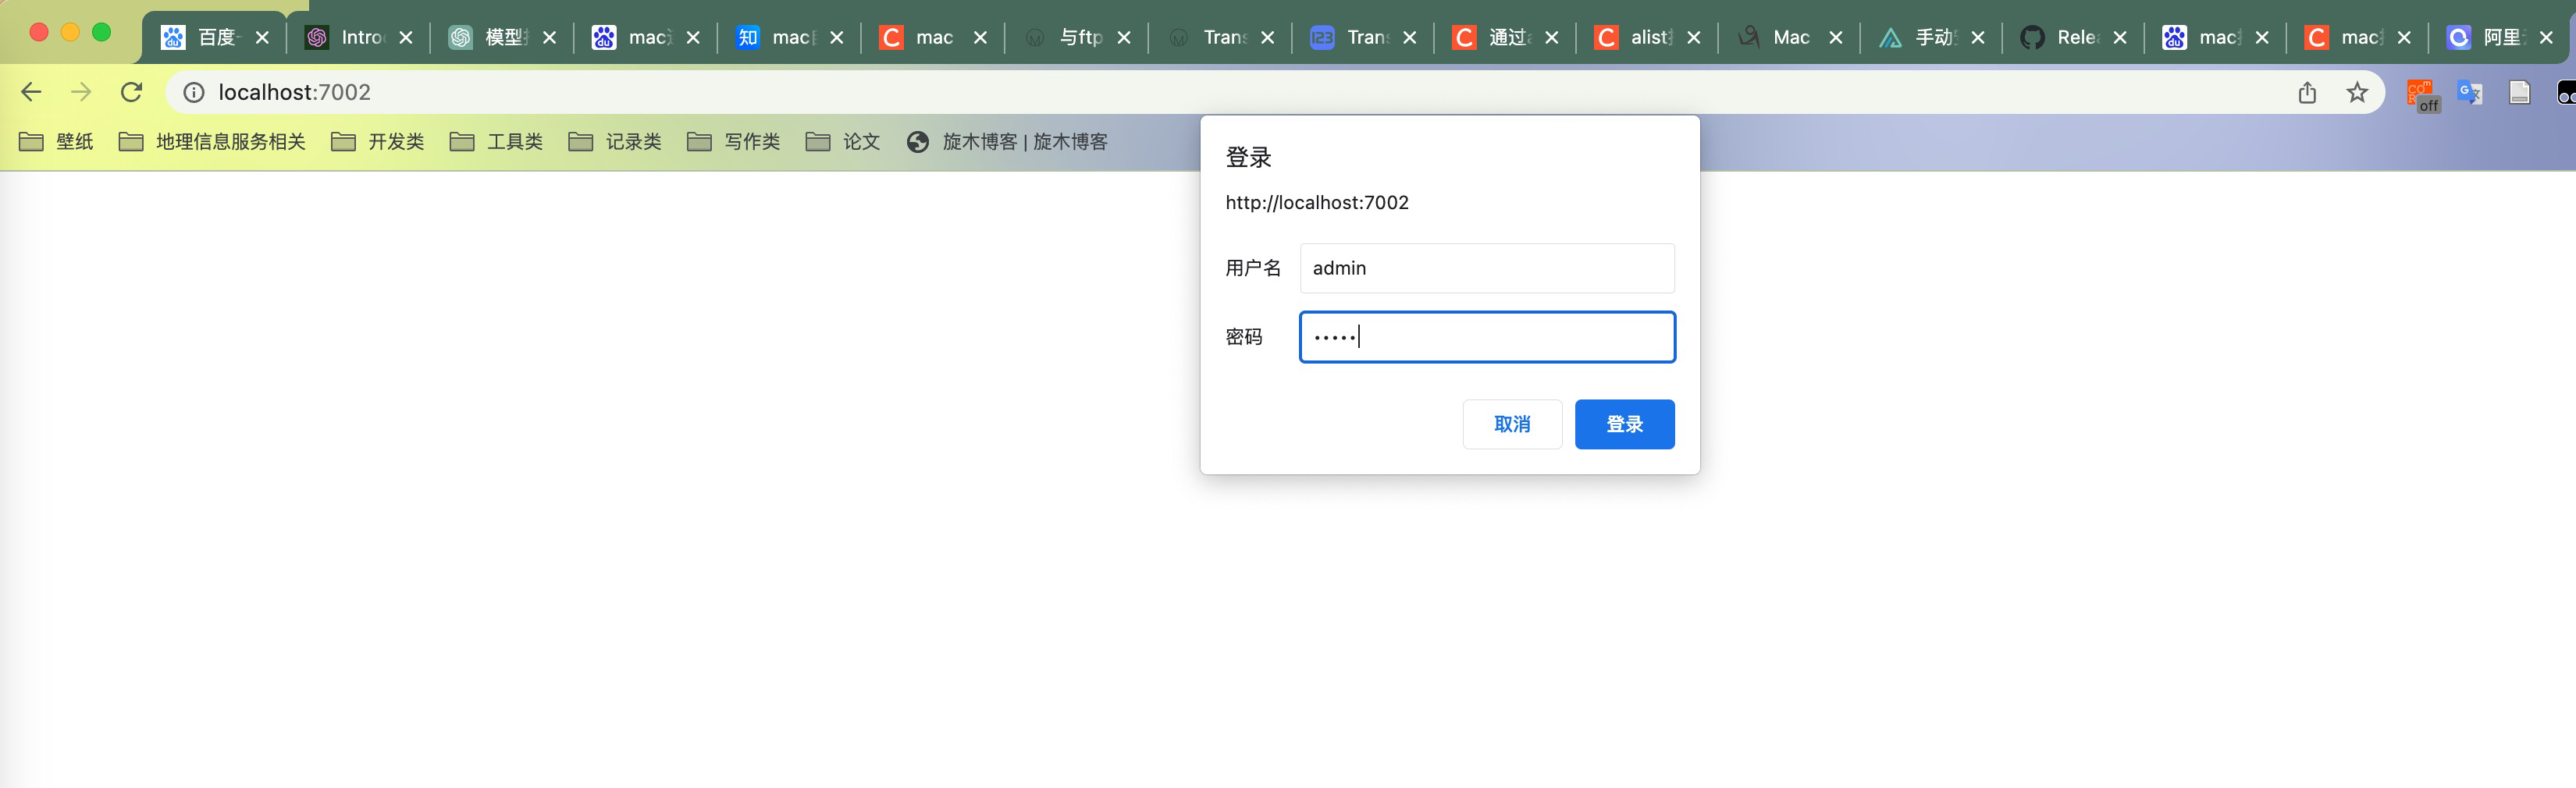 百度- Intro 模型 mac 知 mac C mac 与ftp Trans 123 Trans C 通过a C alist Mac 手动 Relea mac C mac 阿里
localhost:7002
off
壁纸 地理信息服务相关 开发类 工具类 记录类 写作类 论文 旋木博客 | 旋木博客
登录
http://localhost:7002
用户名 admin
密码 •••••
取消 登录